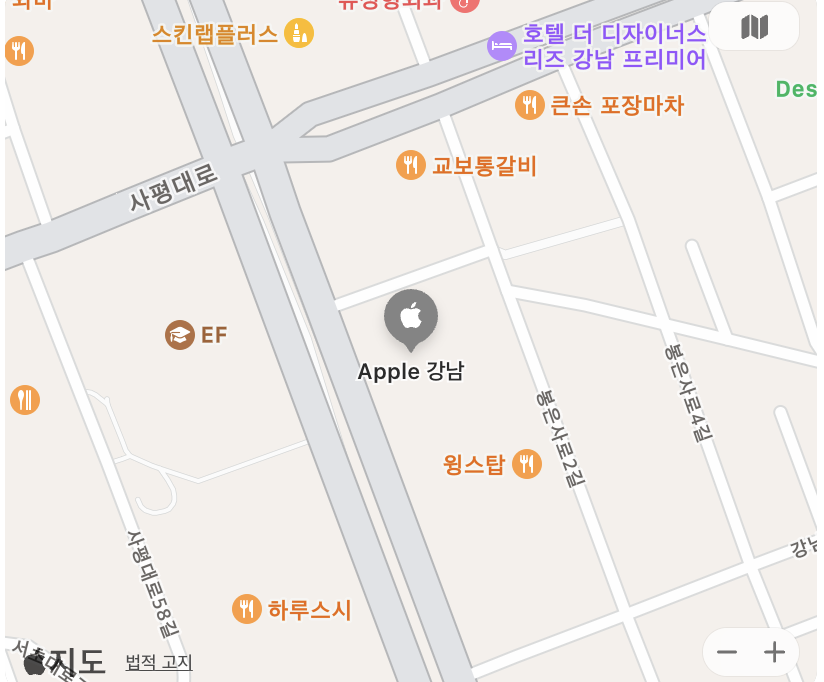 스킨랩플러스
호텔 더 디자이너스
리즈 강남 프리미어
Des
큰손 포장마차
교보통갈비
사평대로
EF
Apple 강남
봉은사로4길
봉은사로2길
윙스탑
사평대로58길
강남
하루스시
지도
법적 고지